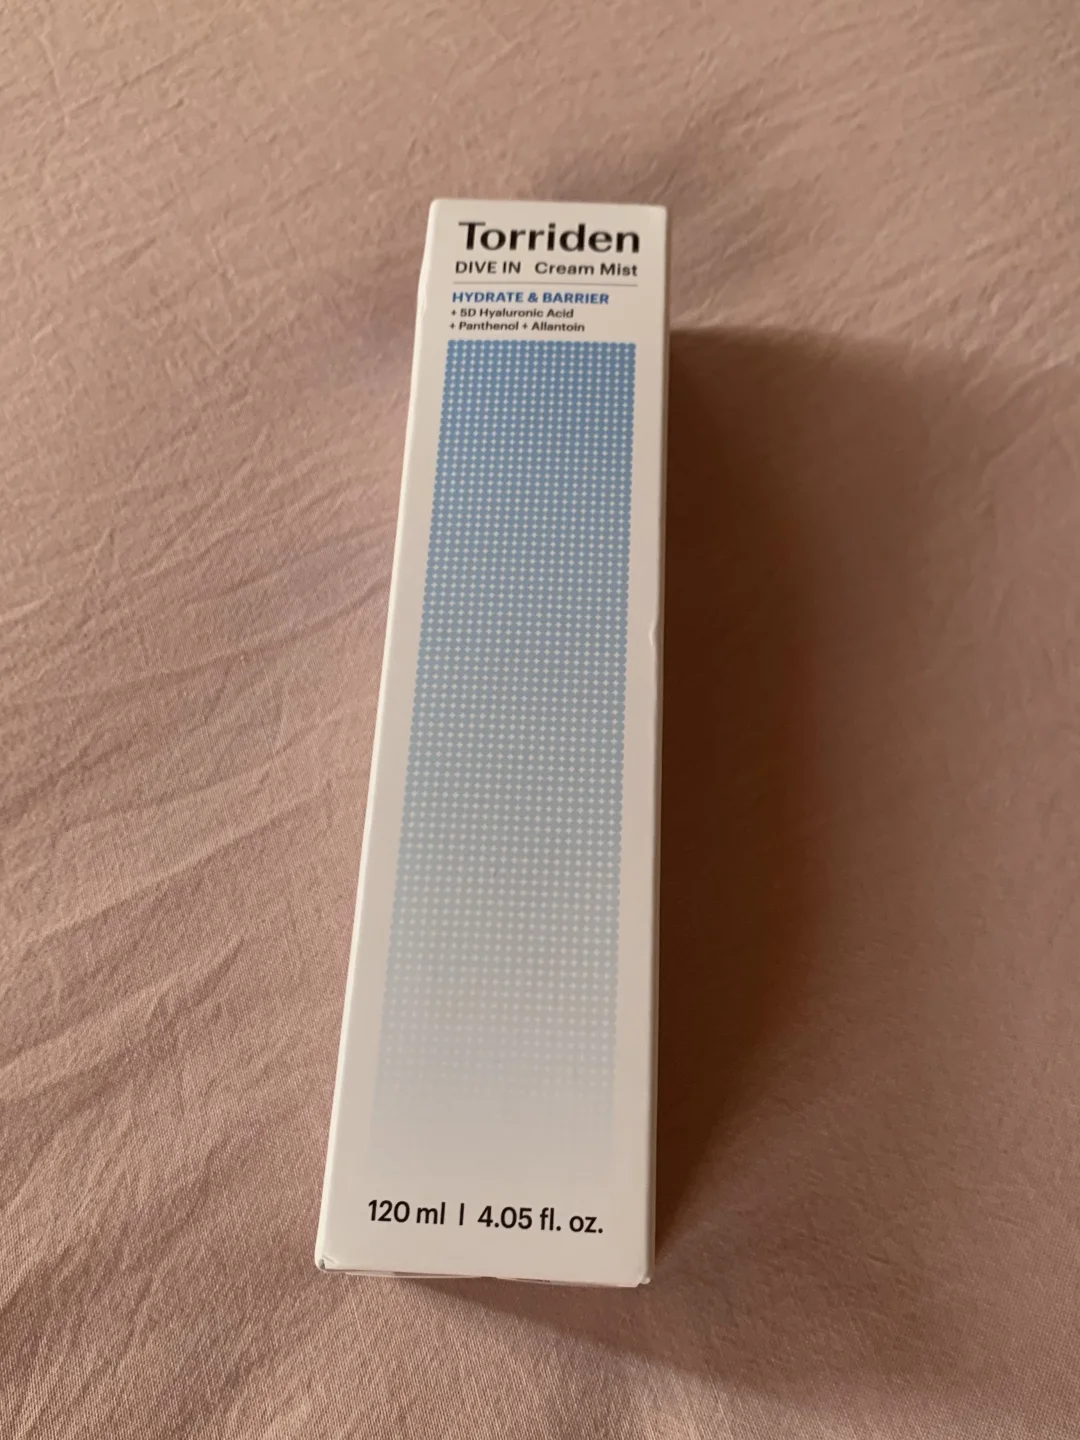 Torriden
DIVE IN Cream Mist
HYDRATE & BARRIER
+ 5D Hyaluronic Acid
+ Panthenol + Allantoin
120 ml | 4.05 fl. oz.